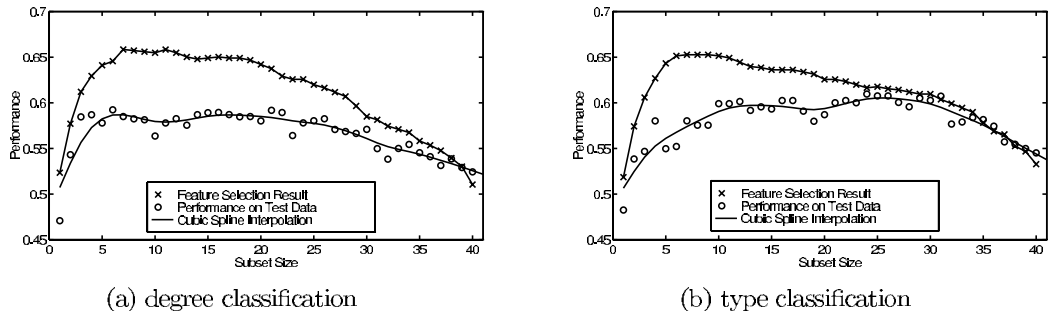 0.7
0.65
0.6
0.55
0.5
0.45
Performance
Feature Selection Result
Performance on Test Data
Cubic Spline Interpolation
0 5 10 15 20 25 30 35 40
Subset Size
(a) degree classification
0.7
0.65
0.6
0.55
0.5
0.45
Performance
Feature Selection Result
Performance on Test Data
Cubic Spline Interpolation
0 5 10 15 20 25 30 35 40
Subset Size
(b) type classification